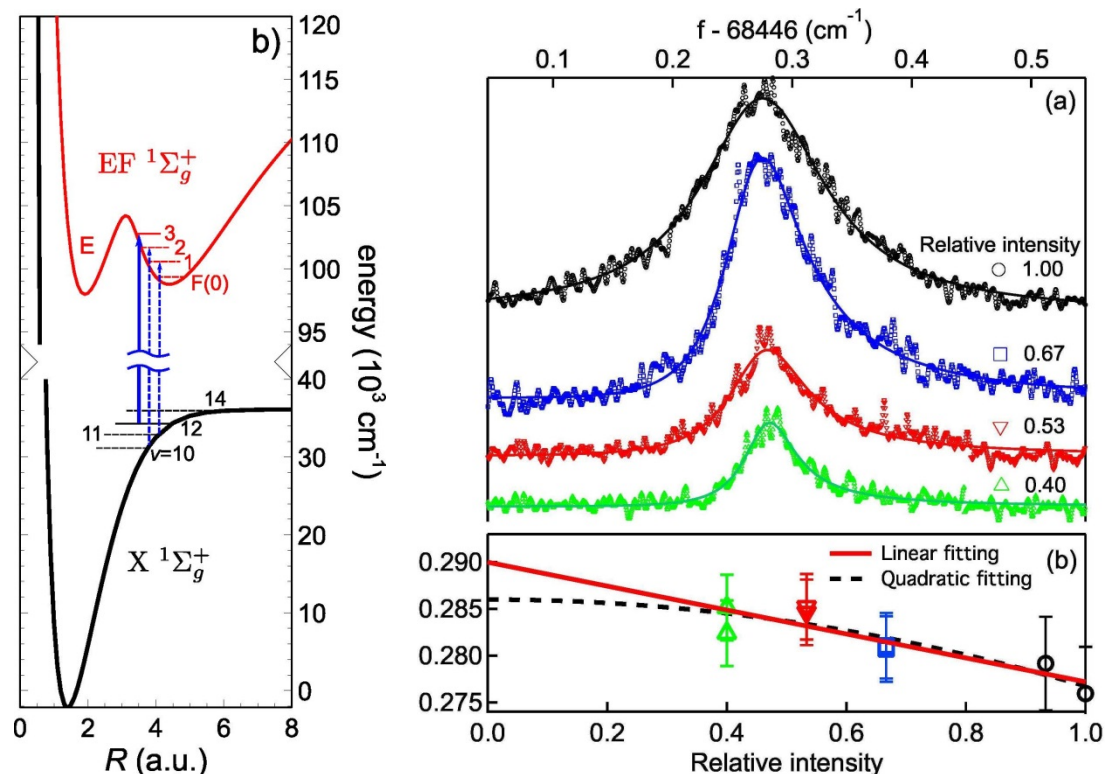 b)
120
115
110
105
100
95
40
30
20
10
0
energy (10³ cm⁻¹)
EF ¹Σg⁺
E
3
2
1
F(0)
14
12
11
v=10
X ¹Σg⁺
0 2 4 6 8
R (a.u.)
f - 68446 (cm⁻¹)
0.1 0.2 0.3 0.4 0.5
(a)
Relative intensity
1.00
0.67
0.53
0.40
(b)
Linear fitting
Quadratic fitting
0.290
0.285
0.280
0.275
0.0 0.2 0.4 0.6 0.8 1.0
Relative intensity